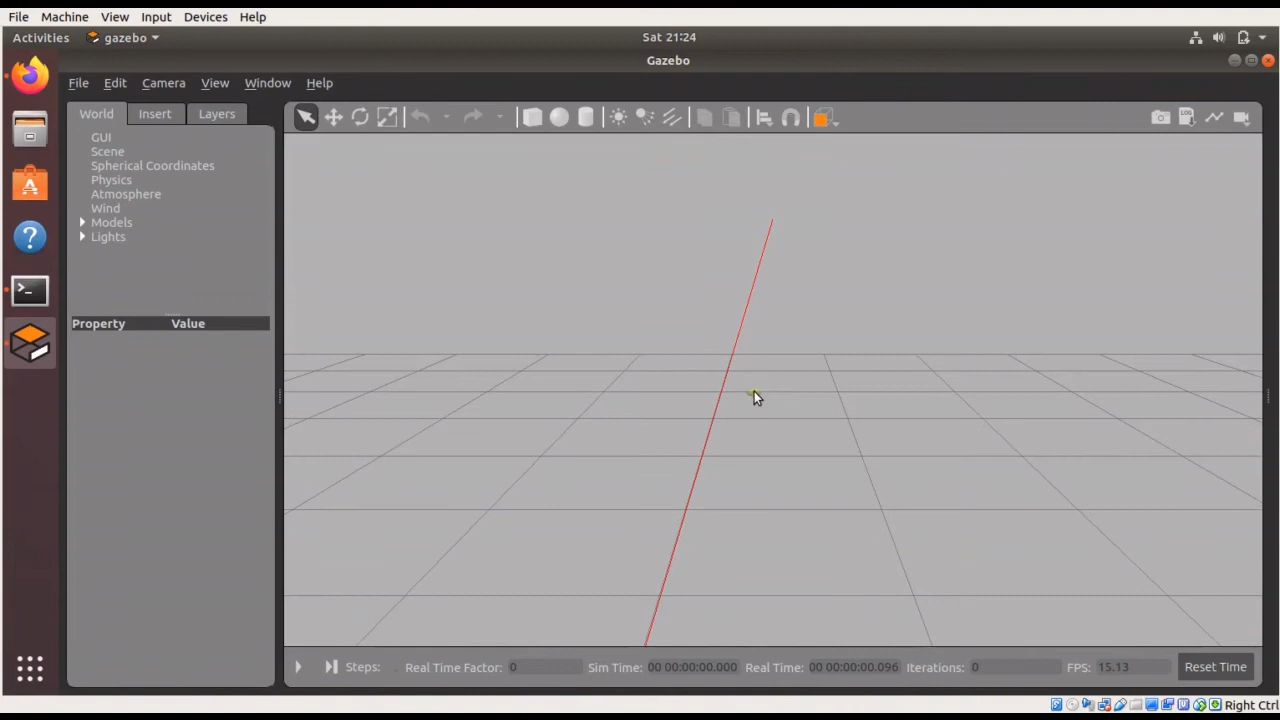 File Machine View Input Devices Help
Activities gazebo Sat 21:24
Gazebo
File Edit Camera View Window Help
World Insert Layers
GUI
Scene
Spherical Coordinates
Physics
Atmosphere
Wind
Models
Lights
Property Value
Steps: Real Time Factor: 0 Sim Time: 00 00:00:00.000 Real Time: 00 00:00:00.096 Iterations: 0 FPS: 15.13 Reset Time
Right Ctrl